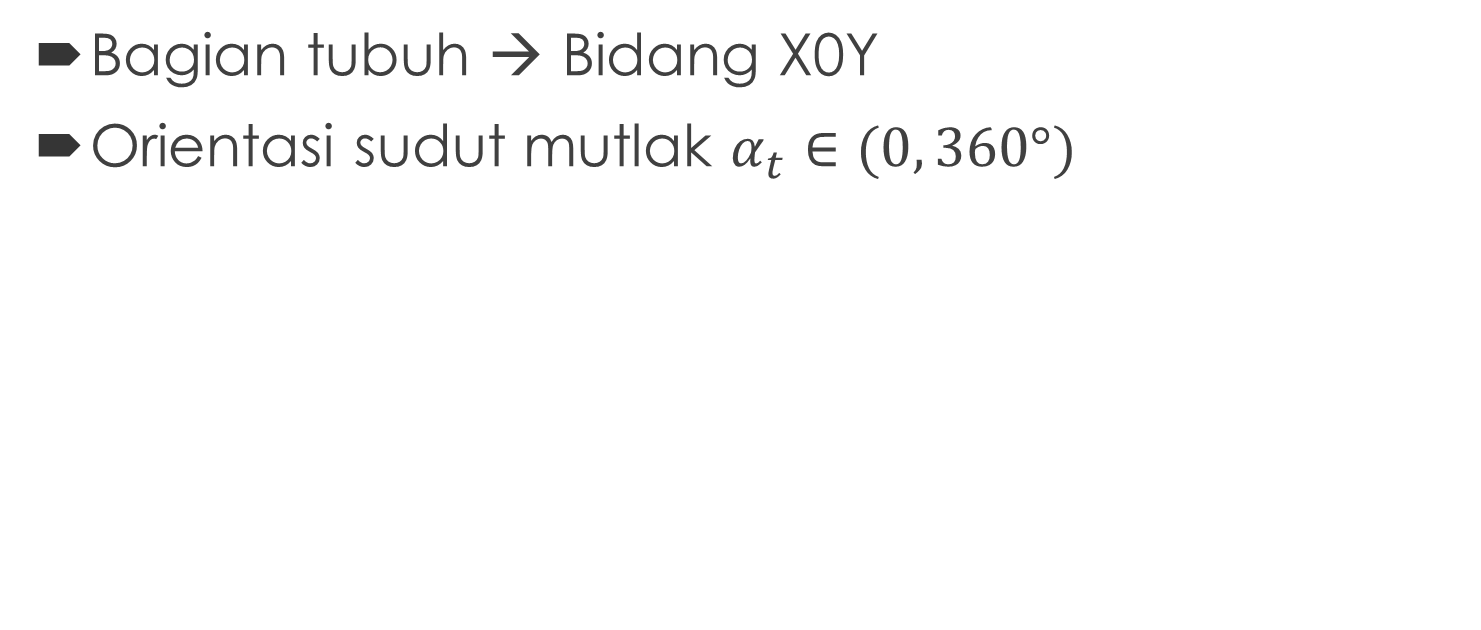 Bagian tubuh → Bidang X0Y
Orientasi sudut mutlak αₜ ∈ (0, 360°)